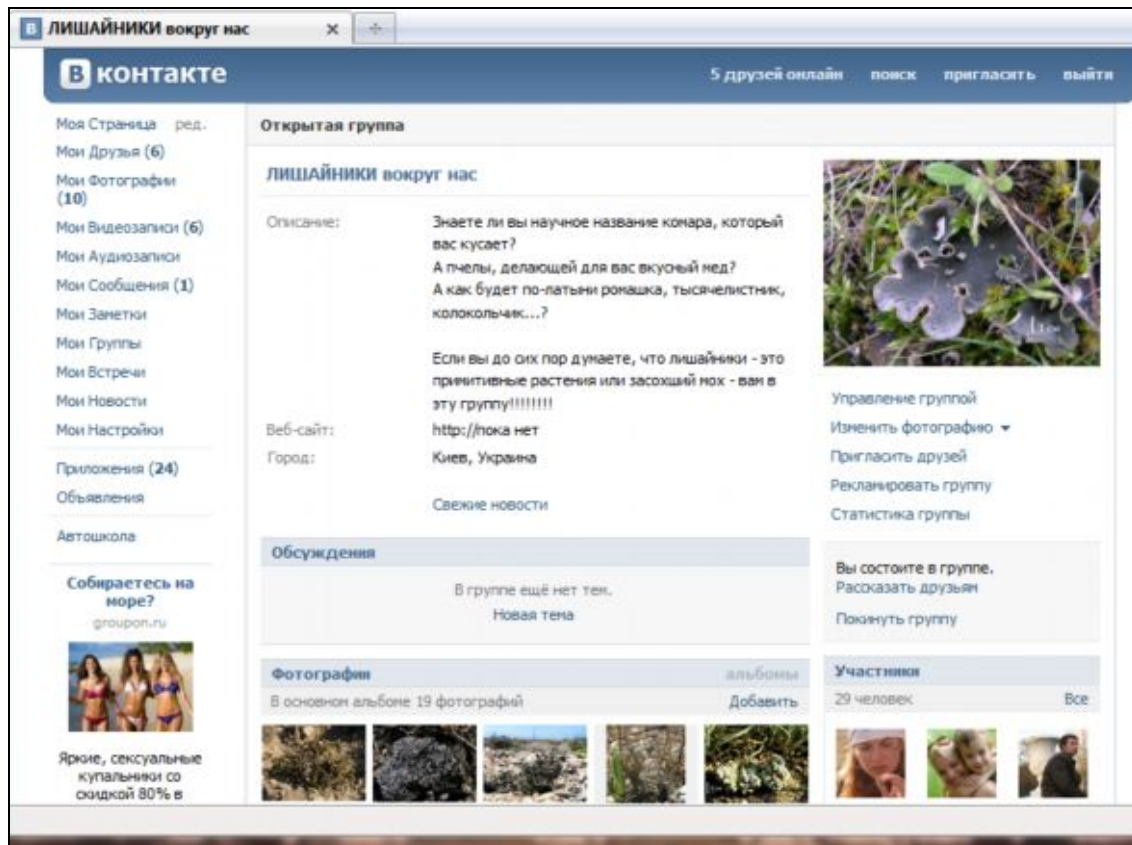 ЛИШАЙНИКИ вокруг нас
В контакте
5 друзей онлайн поиск пригласить выйти
Моя Страница ред.
Мои Друзья (6)
Мои Фотографии
(10)
Мои Видеозаписи (6)
Мои Аудиозаписи
Мои Сообщения (1)
Мои Заметки
Мои Группы
Мои Встречи
Мои Новости
Мои Настройки
Приложения (24)
Объявления
Автошкола
Собираетесь на
море?
groupon.ru
Яркие, сексуальные
купальники со
скидкой 80% в
Открытая группа
ЛИШАЙНИКИ вокруг нас
Описание:
Знаете ли вы научное название комара, который
вас кусает?
А пчелы, делающей для вас вкусный мед?
А как будет по-латыни ромашка, тысячелистник,
колокольчик...?
Если вы до сих пор думаете, что лишайники - это
примитивные растения или засохший мох - вам в
эту группу!!!!!!!!
Веб-сайт: http://пока нет
Город: Киев, Украина
Свежие новости
Обсуждения
В группе ещё нет тем.
Новая тема
Фотографии альбомы
В основном альбоме 19 фотографий Добавить
Управление группой
Изменить фотографию
Пригласить друзей
Рекламировать группу
Статистика группы
Вы состоите в группе.
Рассказать друзьям
Покинуть группу
Участники
29 человек Все